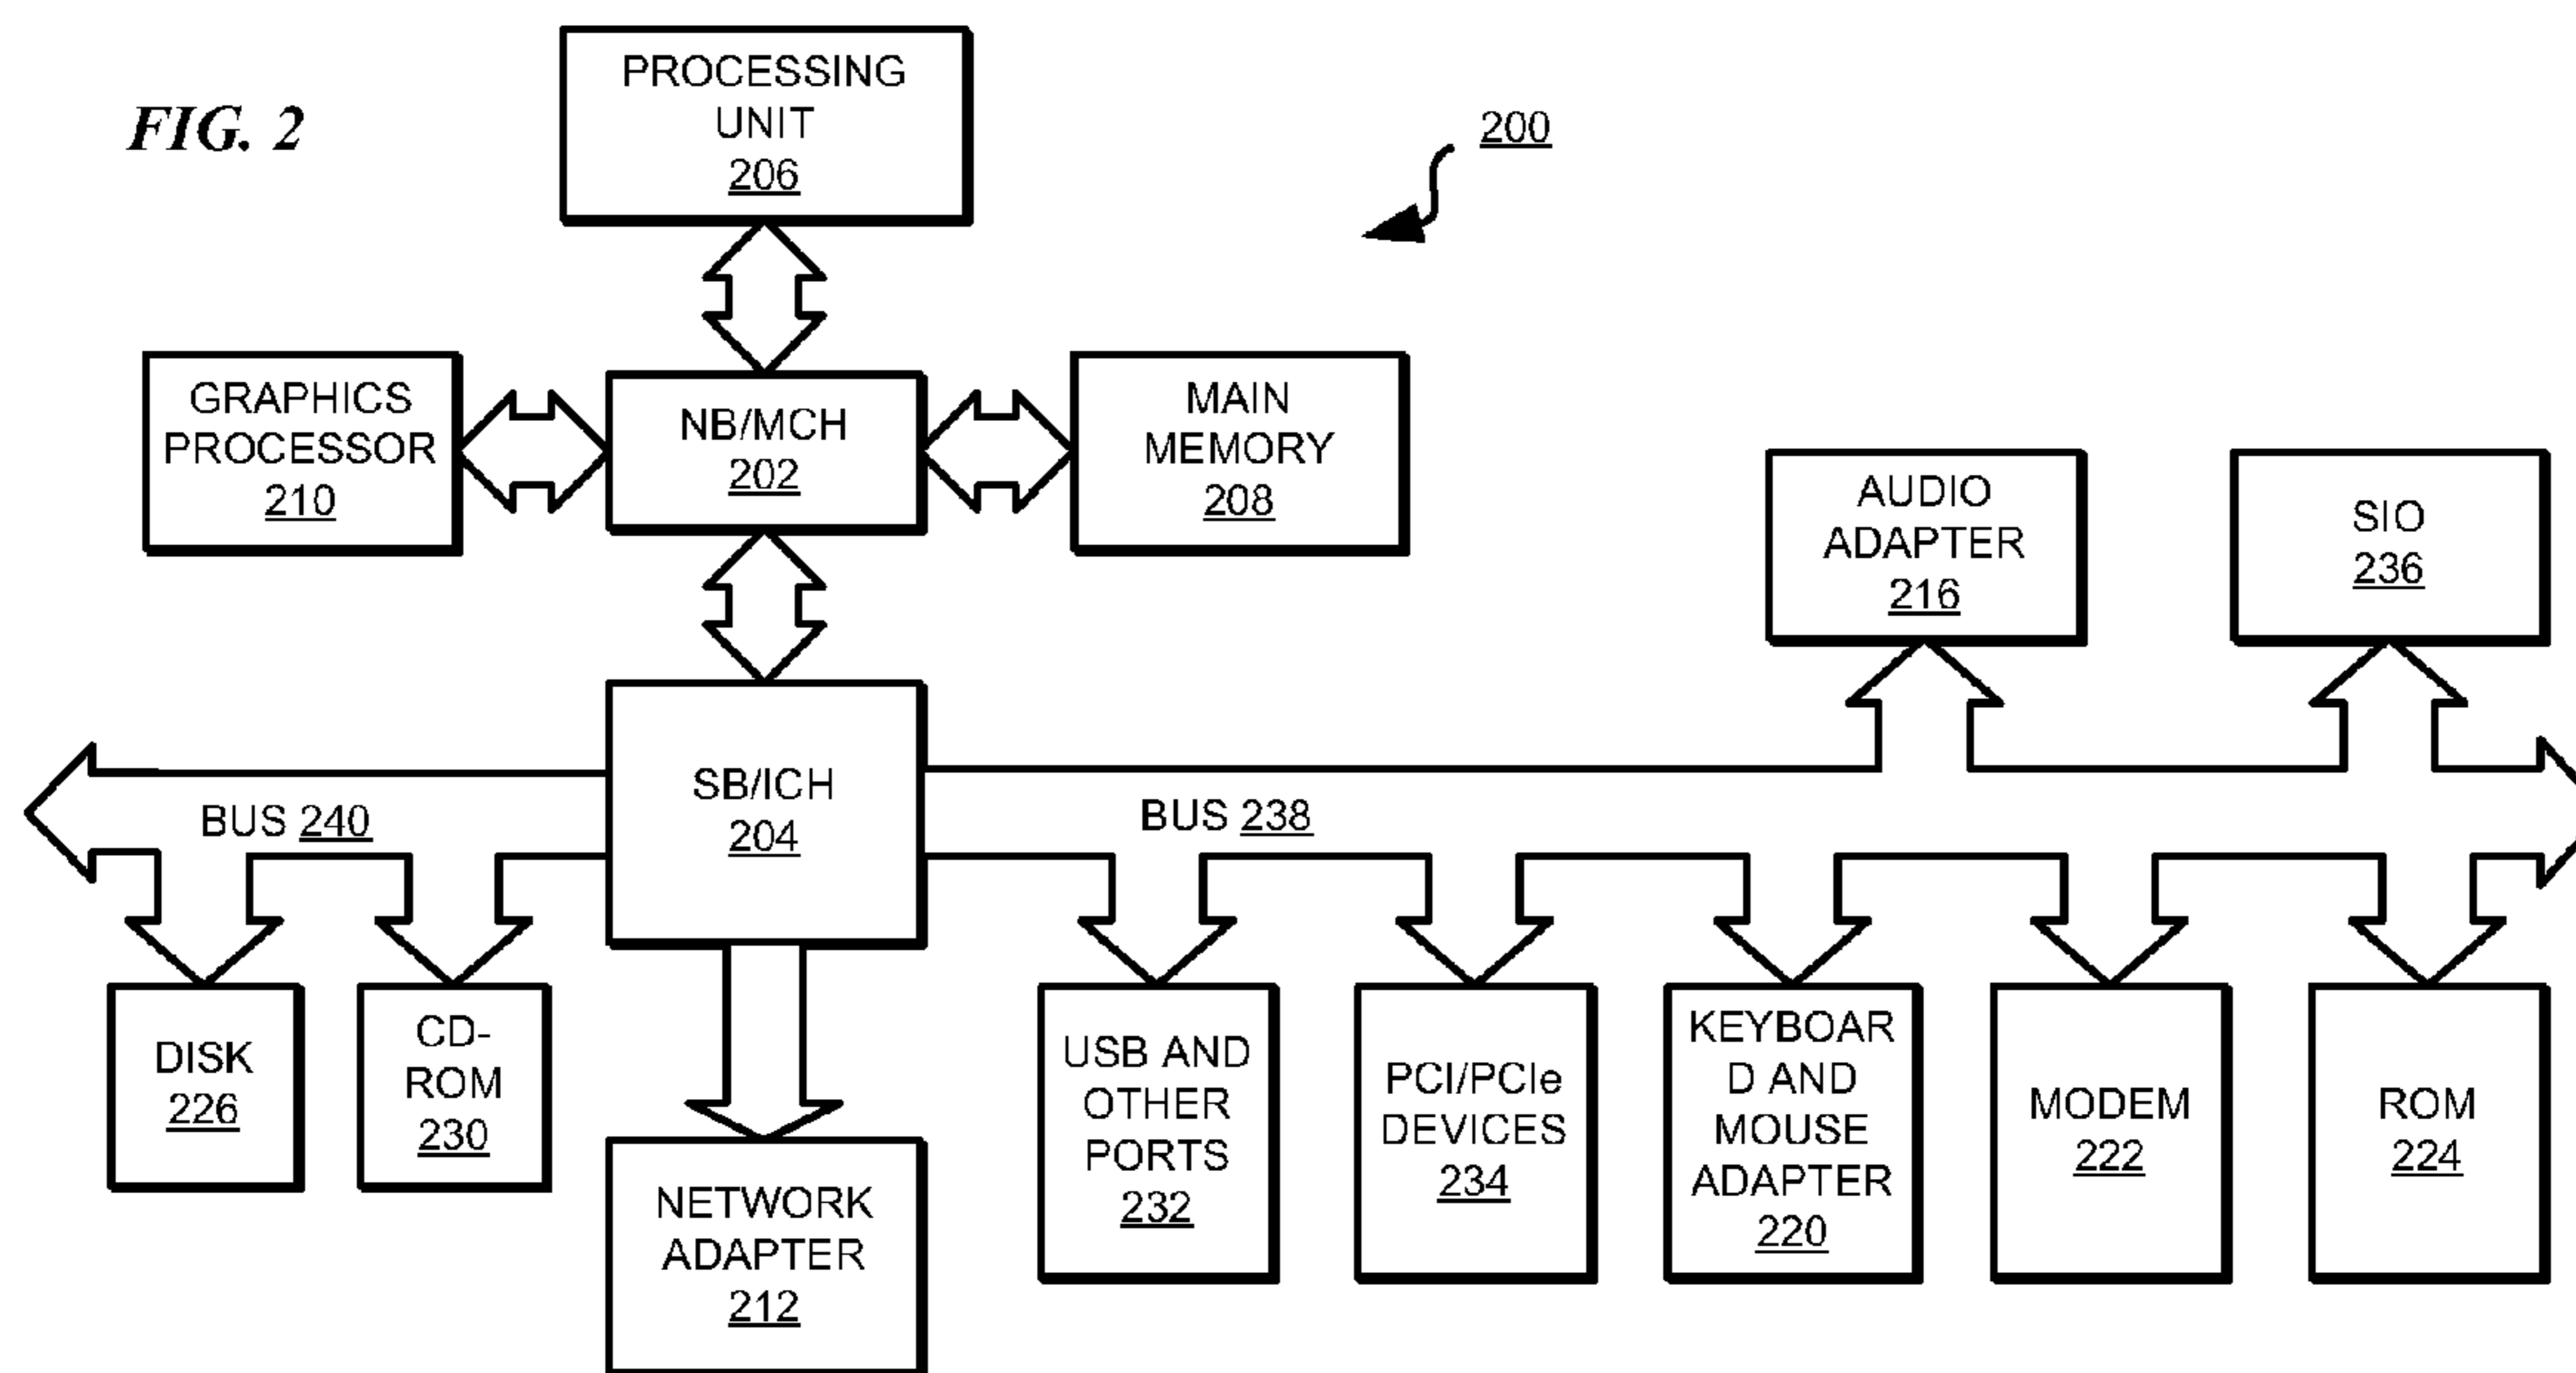 FIG. 2
PROCESSING
UNIT
206
200
GRAPHICS
PROCESSOR
210
NB/MCH
202
MAIN
MEMORY
208
AUDIO
ADAPTER
216
SIO
236
SB/ICH
204
BUS 240
BUS 238
DISK
226
CD-
ROM
230
NETWORK
ADAPTER
212
USB AND
OTHER
PORTS
232
PCI/PCIe
DEVICES
234
KEYBOAR
D AND
MOUSE
ADAPTER
220
MODEM
222
ROM
224